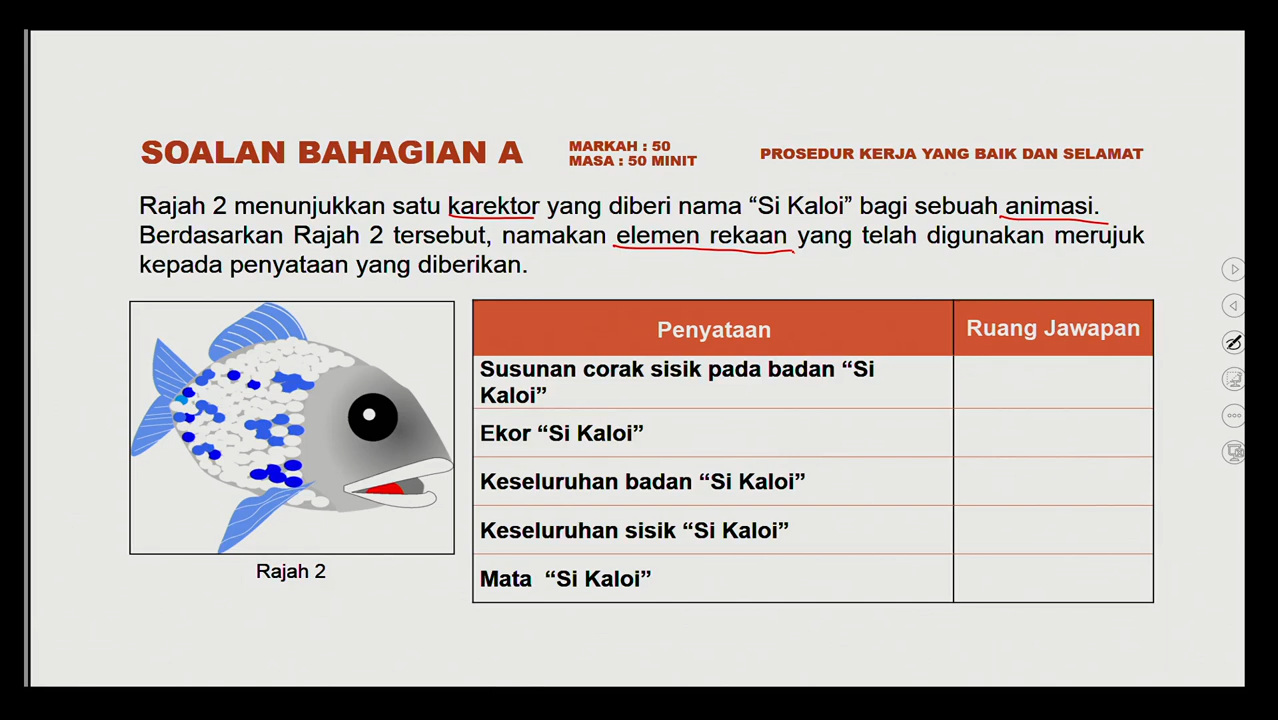 SOALAN BAHAGIAN A
MARKAH : 50
MASA : 50 MINIT
PROSEDUR KERJA YANG BAIK DAN SELAMAT
Rajah 2 menunjukkan satu karektor yang diberi nama “Si Kaloi” bagi sebuah animasi.
Berdasarkan Rajah 2 tersebut, namakan elemen rekaan yang telah digunakan merujuk
kepada penyataan yang diberikan.
Rajah 2
Penyataan
Ruang Jawapan
Susunan corak sisik pada badan “Si
Kaloi”
Ekor “Si Kaloi”
Keseluruhan badan “Si Kaloi”
Keseluruhan sisik “Si Kaloi”
Mata “Si Kaloi”